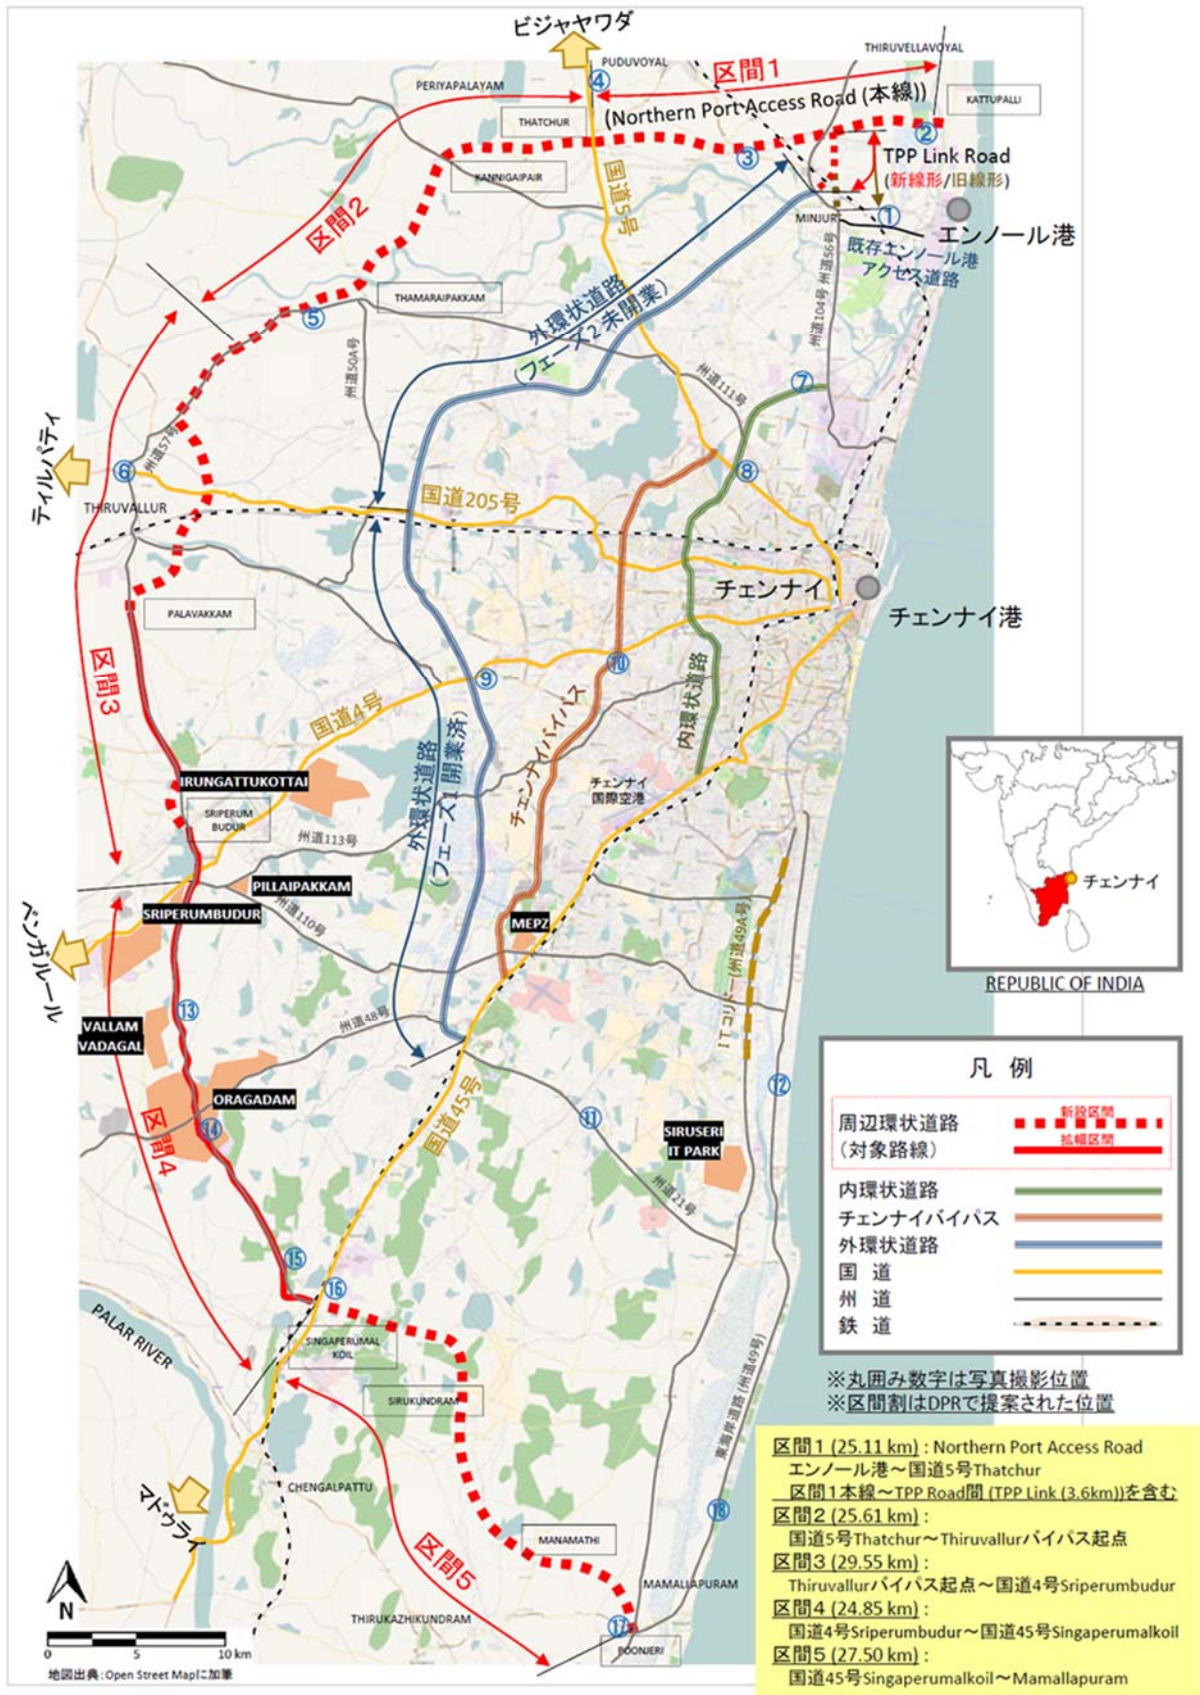 ビジャヤワダ
THIRUVELLAVOYAL
④
PUDUVOYAL
区間1
PERIYAPALAYAM
KATTUPALLI
THATCHUR
(Northern Port Access Road (本線))
②
③
TPP Link Road
(新線形/旧線形)
KANNIGAIPAIR
国道5号
区間2
MINJUR
①
エンノール港
既存エンノール港
アクセス道路
州道56号
州道104号
THAMARAIPAKKAM
⑤
外環状道路
(フェーズ2 未開業)
州道50A号
州道111号
⑦
ティルパティ
州道57号
⑥
⑧
THIRUVALLUR
国道205号
チェンナイ
チェンナイ港
PALAVAKKAM
区間3
⑩
⑨
内環状道路
国道4号
チェンナイバイパス
外環状道路
(フェーズ1 開業済)
IRUNGATTUKOTTAI
チェンナイ
国際空港
SRIPERUM
BUDUR
州道113号
PILLAIPAKKAM
チェンナイ
SRIPERUMBUDUR
州道110号
MEPZ
ITコリドー(州道49A号)
バンガルール
REPUBLIC OF INDIA
⑬
VALLAM
VADAGAL
州道48号
ORAGADAM
⑫
⑭
区間4
国道45号
⑪
SIRUSERI
IT PARK
州道21号
凡 例
周辺環状道路
(対象路線)
新設区間
拡幅区間
内環状道路
チェンナイバイパス
外環状道路
国 道
州 道
鉄 道
⑮
⑯
PALAR RIVER
SINGAPERUMAL
KOIL
※丸囲み数字は写真撮影位置
※区間割はDPRで提案された位置
SIRUKUNDRAM
東海岸道路 (州道49号)
区間1 (25.11 km) : Northern Port Access Road
エンノール港～国道5号Thatchur
区間1本線～TPP Road間 (TPP Link (3.6km))を含む
区間2 (25.61 km) :
国道5号Thatchur～Thiruvallurバイパス起点
区間3 (29.55 km) :
Thiruvallurバイパス起点～国道4号Sriperumbudur
区間4 (24.85 km) :
国道4号Sriperumbudur～国道45号Singaperumalkoil
区間5 (27.50 km) :
国道45号Singaperumalkoil～Mamallapuram
CHENGALPATTU
マドゥライ
⑱
MANAMATHI
区間5
MAMALLAPURAM
N
THIRUKAZHIKUNDRAM
⑰
POONJERI
0 5 10 km
地図出典：Open Street Mapに加筆